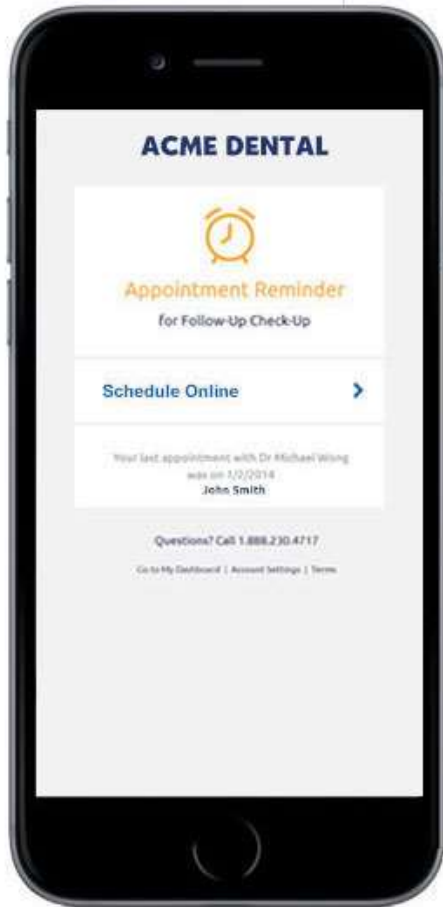 ACME DENTAL
Appointment Reminder
for Follow-Up Check-Up
Schedule Online
Your last appointment with Dr Michael Wong
was on 1/2/2014
John Smith
Questions? Call 1.888.230.4717
Go to My Dashboard | Account Settings | Terms